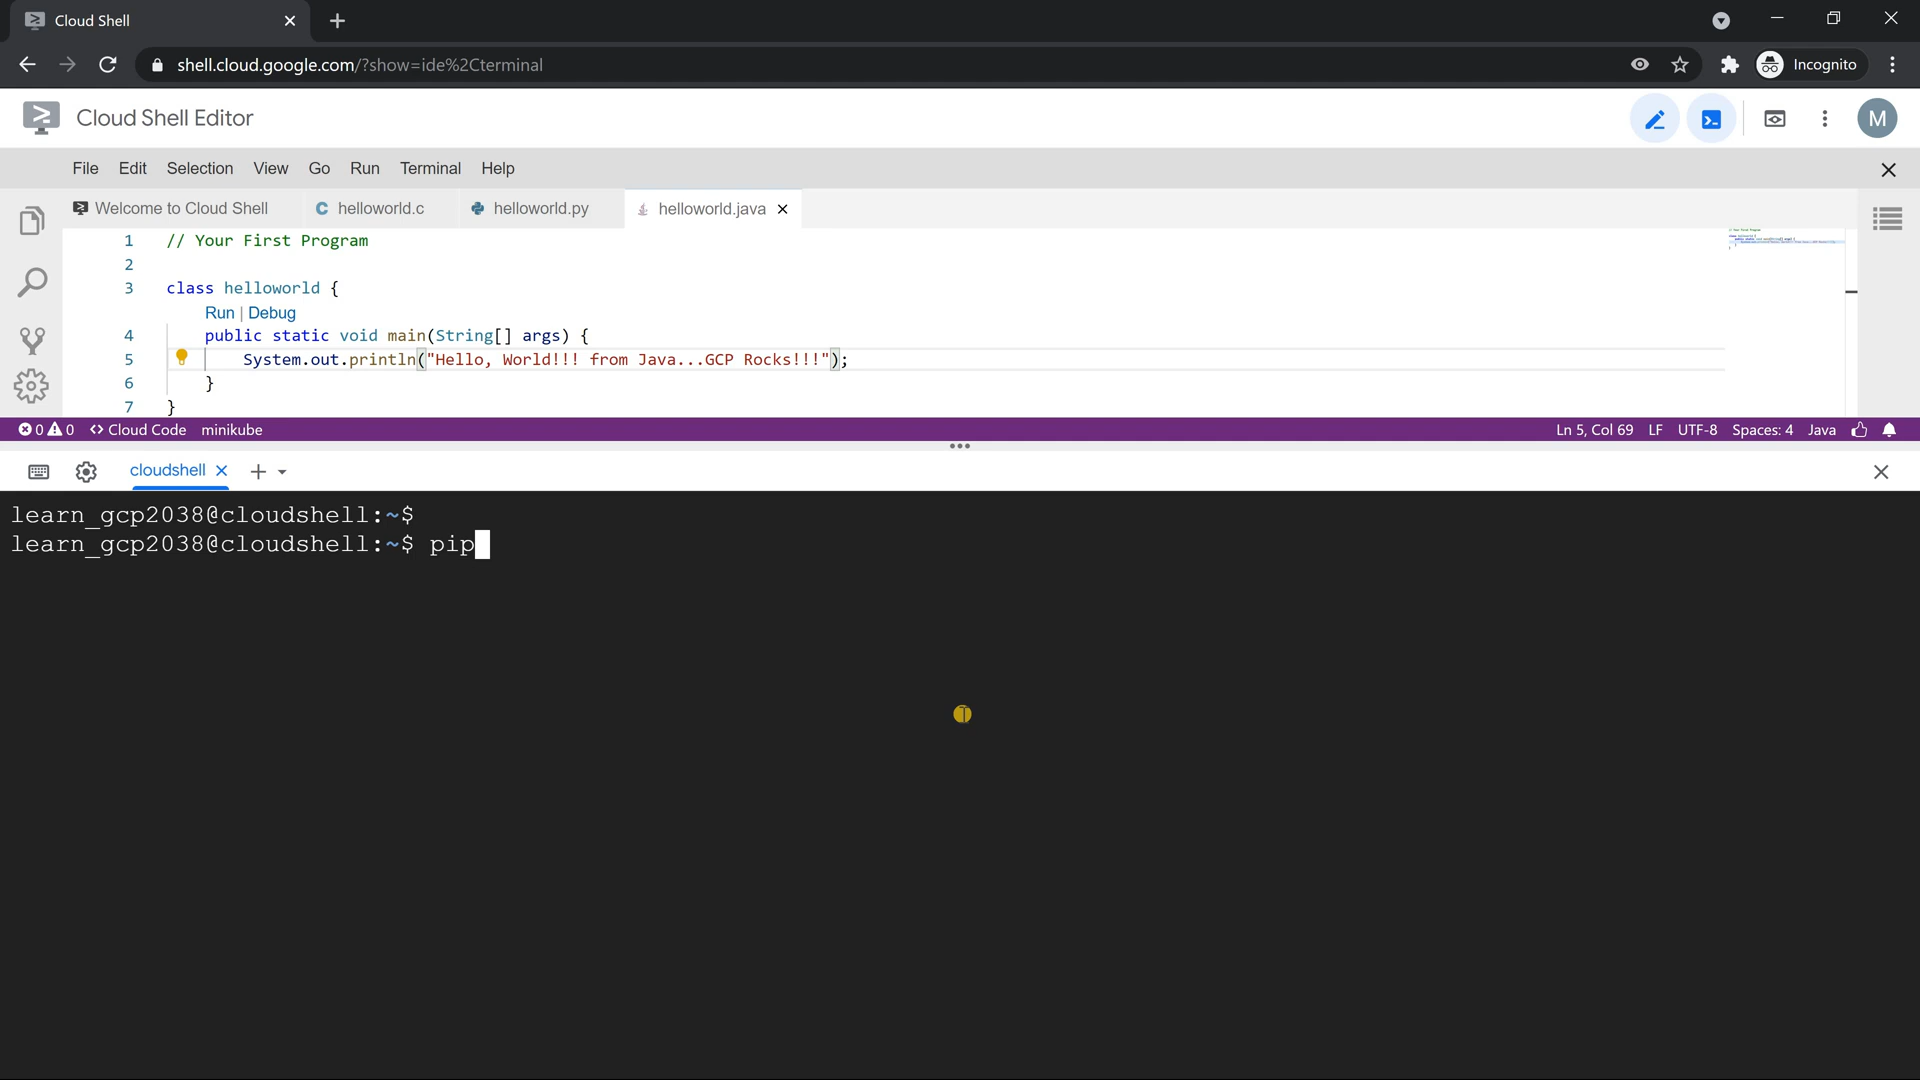 Cloud Shell
shell.cloud.google.com/?show=ide%2Cterminal
Incognito
Cloud Shell Editor
M
File Edit Selection View Go Run Terminal Help
Welcome to Cloud Shell helloworld.c helloworld.py helloworld.java
1 // Your First Program
2
3 class helloworld {
Run | Debug
4 public static void main(String[] args) {
5 System.out.println("Hello, World!!! from Java...GCP Rocks!!!");
6 }
7 }
0 0 <> Cloud Code minikube Ln 5, Col 69 LF UTF-8 Spaces: 4 Java
cloudshell
learn_gcp2038@cloudshell:~$
learn_gcp2038@cloudshell:~$ pip